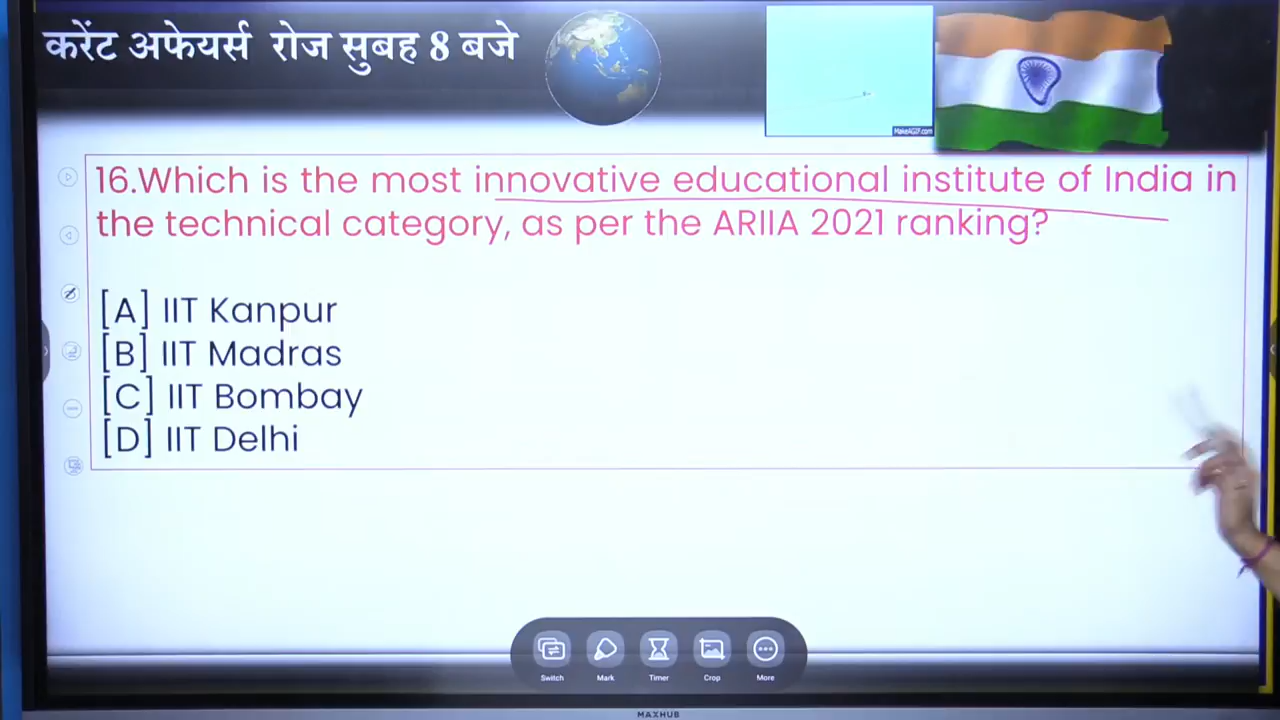 करेंट अफेयर्स रोज सुबह 8 बजे
MakeAGIF.com
16.Which is the most innovative educational institute of India in
the technical category, as per the ARIIA 2021 ranking?
[A] IIT Kanpur
[B] IIT Madras
[C] IIT Bombay
[D] IIT Delhi
Switch Mark Timer Crop More
MAXHUB